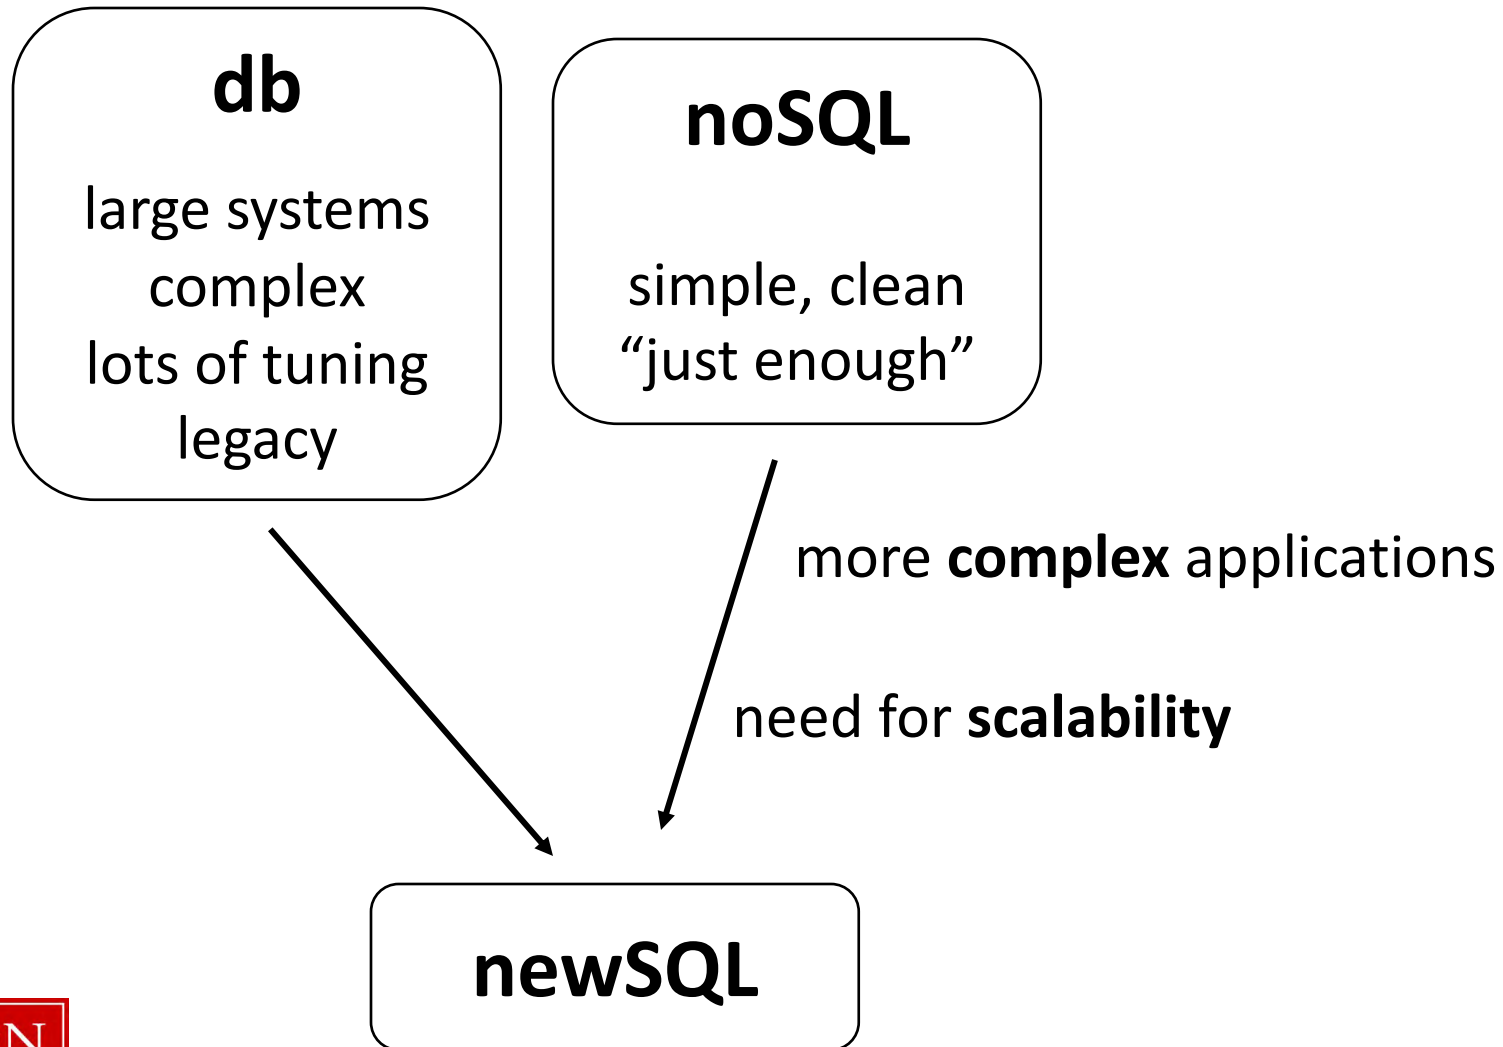 db
large systems
complex
lots of tuning
legacy
noSQL
simple, clean
“just enough”
more complex applications
need for scalability
newSQL
N